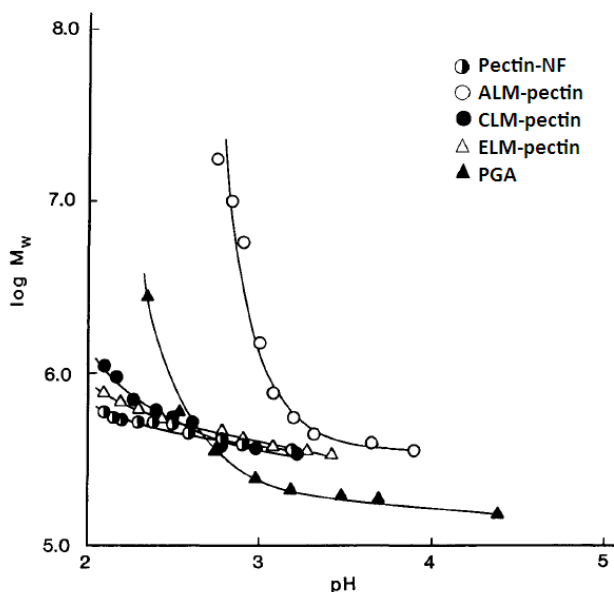 8.0
Pectin-NF
ALM-pectin
CLM-pectin
ELM-pectin
PGA
7.0
log Mw
6.0
5.0
2 3 4 5
pH